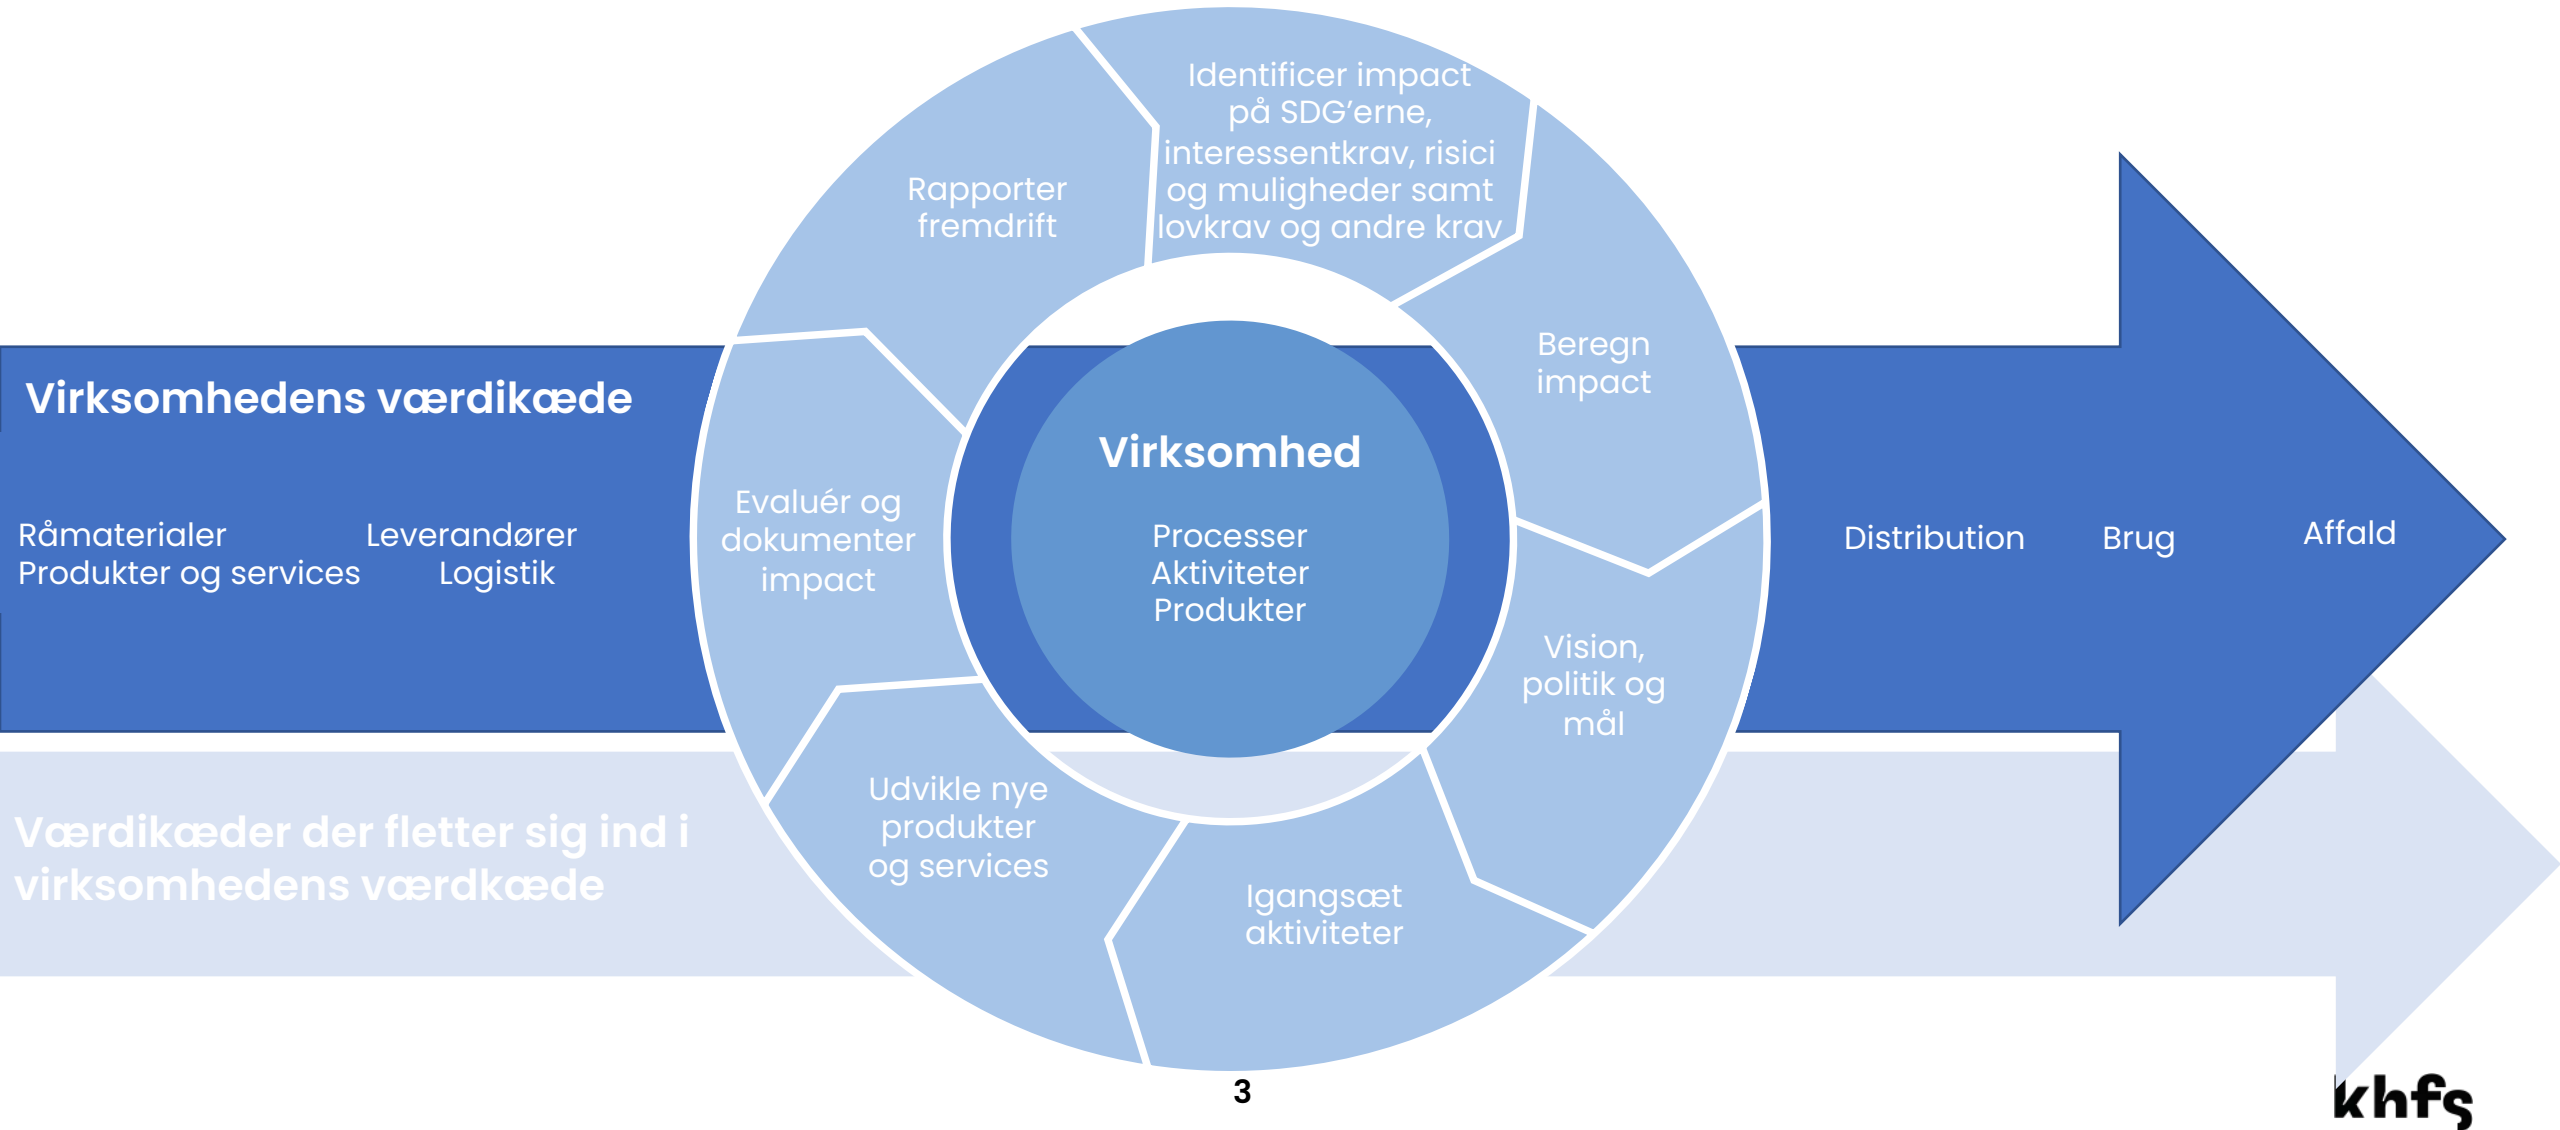 Identificer impact
på SDG’erne,
interessentkrav, risici
og muligheder samt
lovkrav og andre krav
Rapporter
fremdrift
Beregn
impact
Virksomhedens værdikæde
Råmaterialer
Produkter og services
Leverandører
Logistik
Evaluér og
dokumenter
impact
Virksomhed
Processer
Aktiviteter
Produkter
Distribution
Brug
Affald
Vision,
politik og
mål
Udvikle nye
produkter
og services
Igangsæt
aktiviteter
Værdikæder der fletter sig ind i
virksomhedens værdkæde
3
khfs